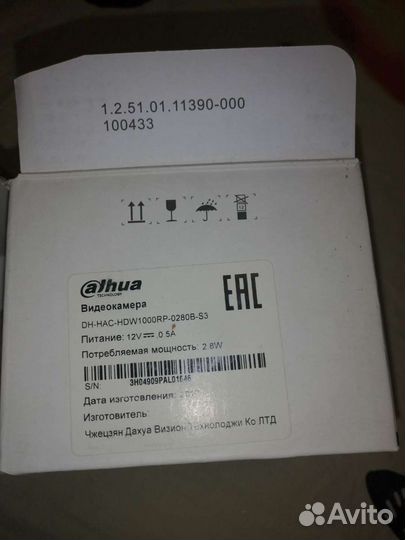 1.2.51.01.11390-000
100433
alhua
TECHNOLOGY
Видеокамера
DH-HAC-HDW1000RP-0280B-S3
Питание: 12V 0.5A
Потребляемая мощность: 2.8W
S/N:
3H04909PAL01646
Дата изготовления:
Изготовитель
Чжецзян Дахуа Визион Технолоджи Ко ЛТД
EAC
Avito